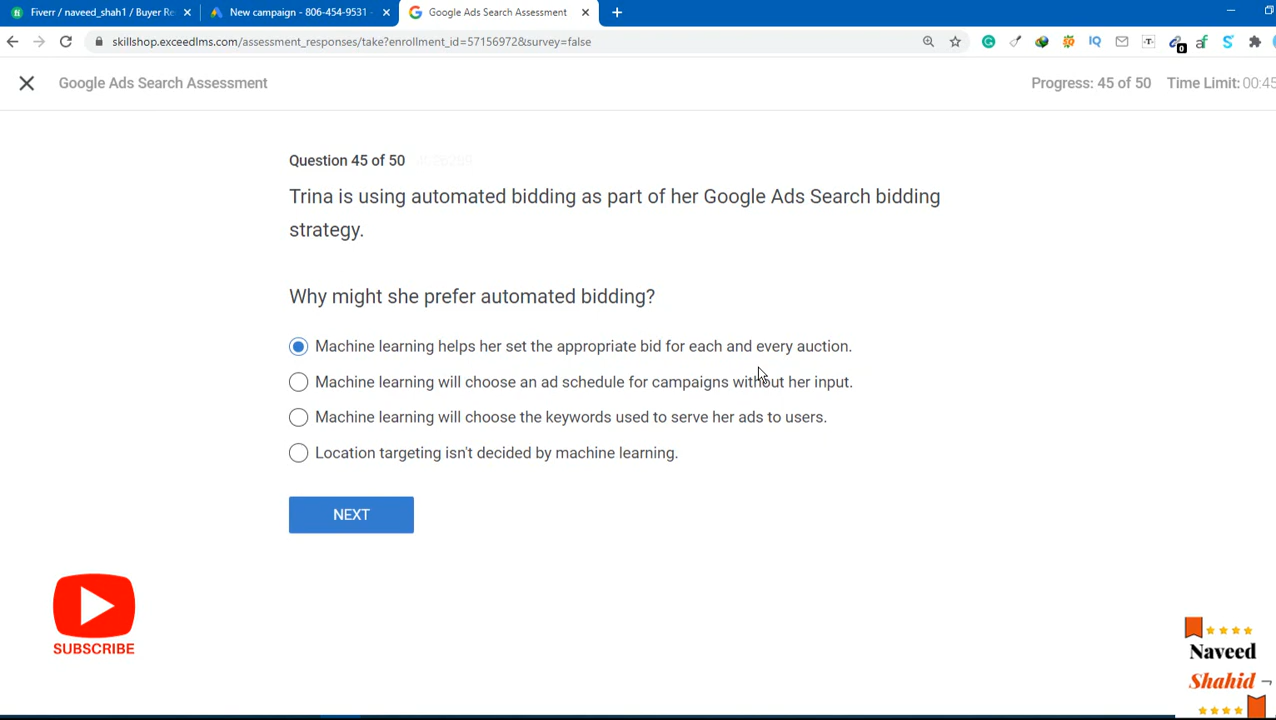 Fiverr / naveed_shah1 / Buyer Re
New campaign - 806-454-9531 -
Google Ads Search Assessment
skillshop.exceedlms.com/assessment_responses/take?enrollment_id=57156972&survey=false
Google Ads Search Assessment
Progress: 45 of 50 Time Limit: 00:45
Question 45 of 50
Trina is using automated bidding as part of her Google Ads Search bidding
strategy.
Why might she prefer automated bidding?
Machine learning helps her set the appropriate bid for each and every auction.
Machine learning will choose an ad schedule for campaigns without her input.
Machine learning will choose the keywords used to serve her ads to users.
Location targeting isn't decided by machine learning.
NEXT
SUBSCRIBE
Naveed
Shahid